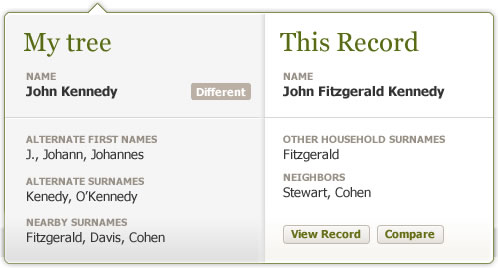 My tree
NAME
John Kennedy
Different
ALTERNATE FIRST NAMES
J., Johann, Johannes
ALTERNATE SURNAMES
Kenedy, O’Kennedy
NEARBY SURNAMES
Fitzgerald, Davis, Cohen
This Record
NAME
John Fitzgerald Kennedy
OTHER HOUSEHOLD SURNAMES
Fitzgerald
NEIGHBORS
Stewart, Cohen
View Record
Compare